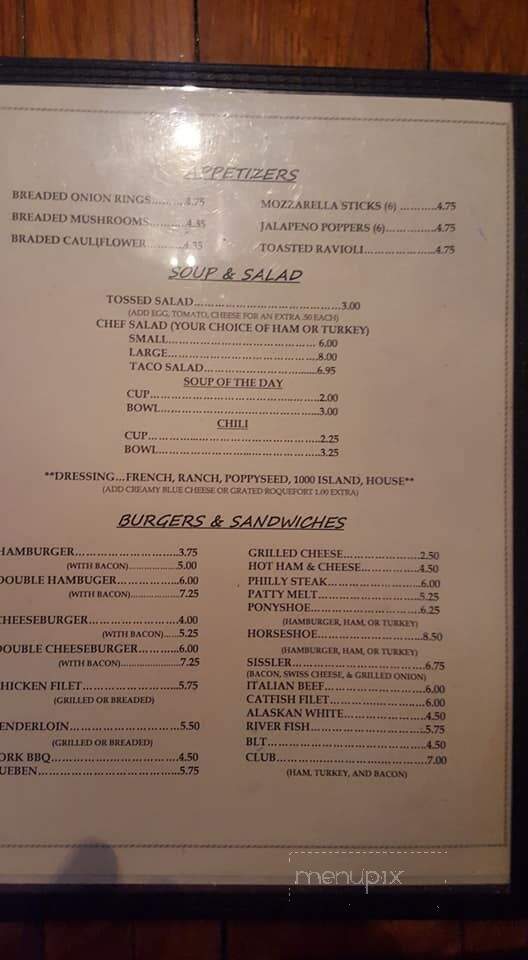 APPETIZERS
BREADED ONION RINGS..........4.75
BREADED MUSHROOMS..........4.35
BRADED CAULIFLOWER..........4.35
MOZZARELLA STICKS (6) ..........4.75
JALAPENO POPPERS (6)..........4.75
TOASTED RAVIOLI..........4.75
SOUP & SALAD
TOSSED SALAD..........3.00
(ADD EGG, TOMATO, CHEESE FOR AN EXTRA .50 EACH)
CHEF SALAD (YOUR CHOICE OF HAM OR TURKEY)
SMALL.......... 6.00
LARGE..........8.00
TACO SALAD..........6.95
SOUP OF THE DAY
CUP..........2.00
BOWL..........3.00
CHILI
CUP..........2.25
BOWL..........3.25
**DRESSING...FRENCH, RANCH, POPPYSEED, 1000 ISLAND, HOUSE**
(ADD CREAMY BLUE CHEESE OR GRATED ROQUEFORT 1.00 EXTRA)
BURGERS & SANDWICHES
HAMBURGER..........3.75
(WITH BACON)..........5.00
DOUBLE HAMBUGER..........6.00
(WITH BACON)..........7.25
CHEESEBURGER..........4.00
(WITH BACON)..........5.25
DOUBLE CHEESEBURGER..........6.00
(WITH BACON)..........7.25
CHICKEN FILET..........5.75
(GRILLED OR BREADED)
ENDERLOIN..........5.50
(GRILLED OR BREADED)
ORK BBQ..........4.50
UEBEN..........5.75
GRILLED CHEESE..........2.50
HOT HAM & CHEESE..........4.50
PHILLY STEAK..........6.00
PATTY MELT..........5.25
PONYSHOE..........6.25
(HAMBURGER, HAM, OR TURKEY)
HORSESHOE..........8.50
(HAMBURGER, HAM, OR TURKEY)
SISSLER..........6.75
(BACON, SWISS CHEESE, & GRILLED ONION)
ITALIAN BEEF..........6.00
CATFISH FILET..........6.00
ALASKAN WHITE..........4.50
RIVER FISH..........5.75
BLT..........4.50
CLUB..........7.00
(HAM, TURKEY, AND BACON)
menupix